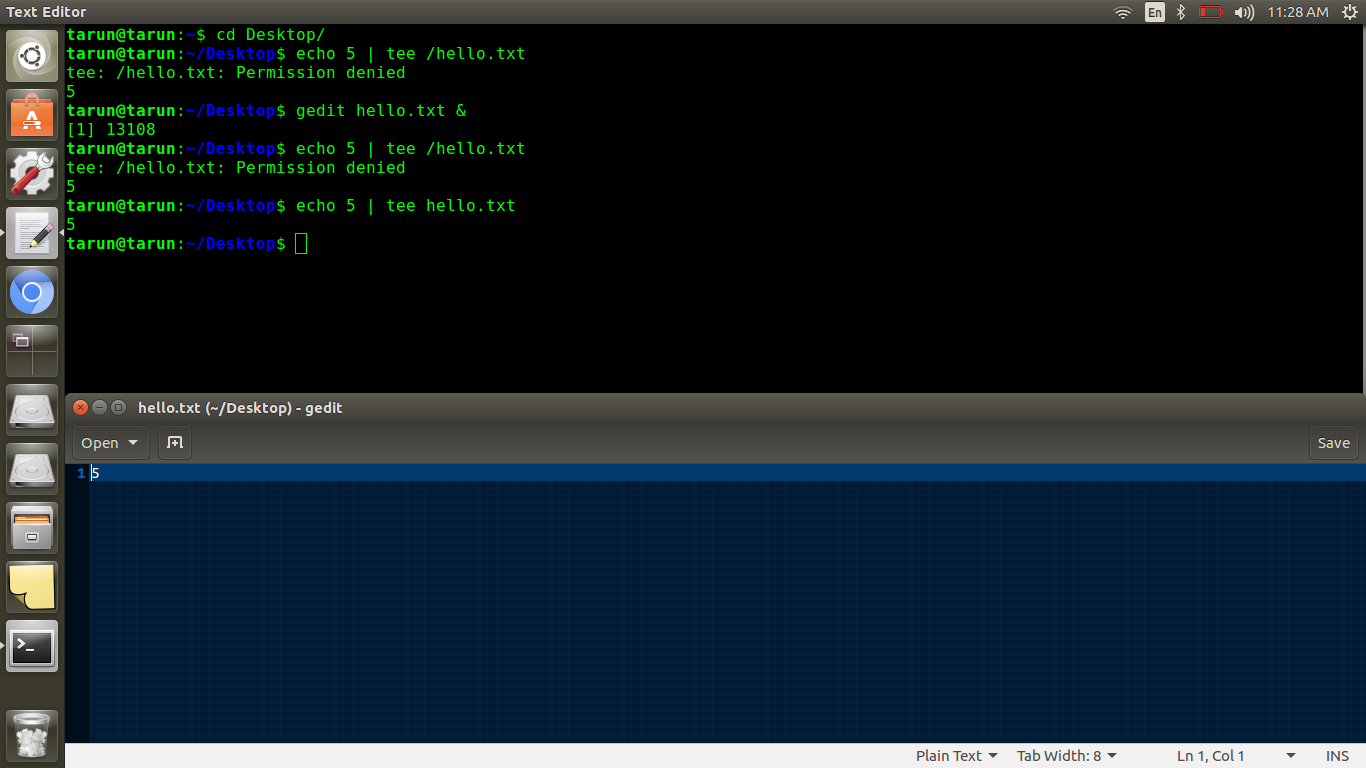 Text Editor
En
11:28 AM
tarun@tarun:~$ cd Desktop/
tarun@tarun:~/Desktop$ echo 5 | tee /hello.txt
tee: /hello.txt: Permission denied
5
tarun@tarun:~/Desktop$ gedit hello.txt &
[1] 13108
tarun@tarun:~/Desktop$ echo 5 | tee /hello.txt
tee: /hello.txt: Permission denied
5
tarun@tarun:~/Desktop$ echo 5 | tee hello.txt
5
tarun@tarun:~/Desktop$
hello.txt (~/Desktop) - gedit
Open
Save
1 5
Plain Text
Tab Width: 8
Ln 1, Col 1
INS